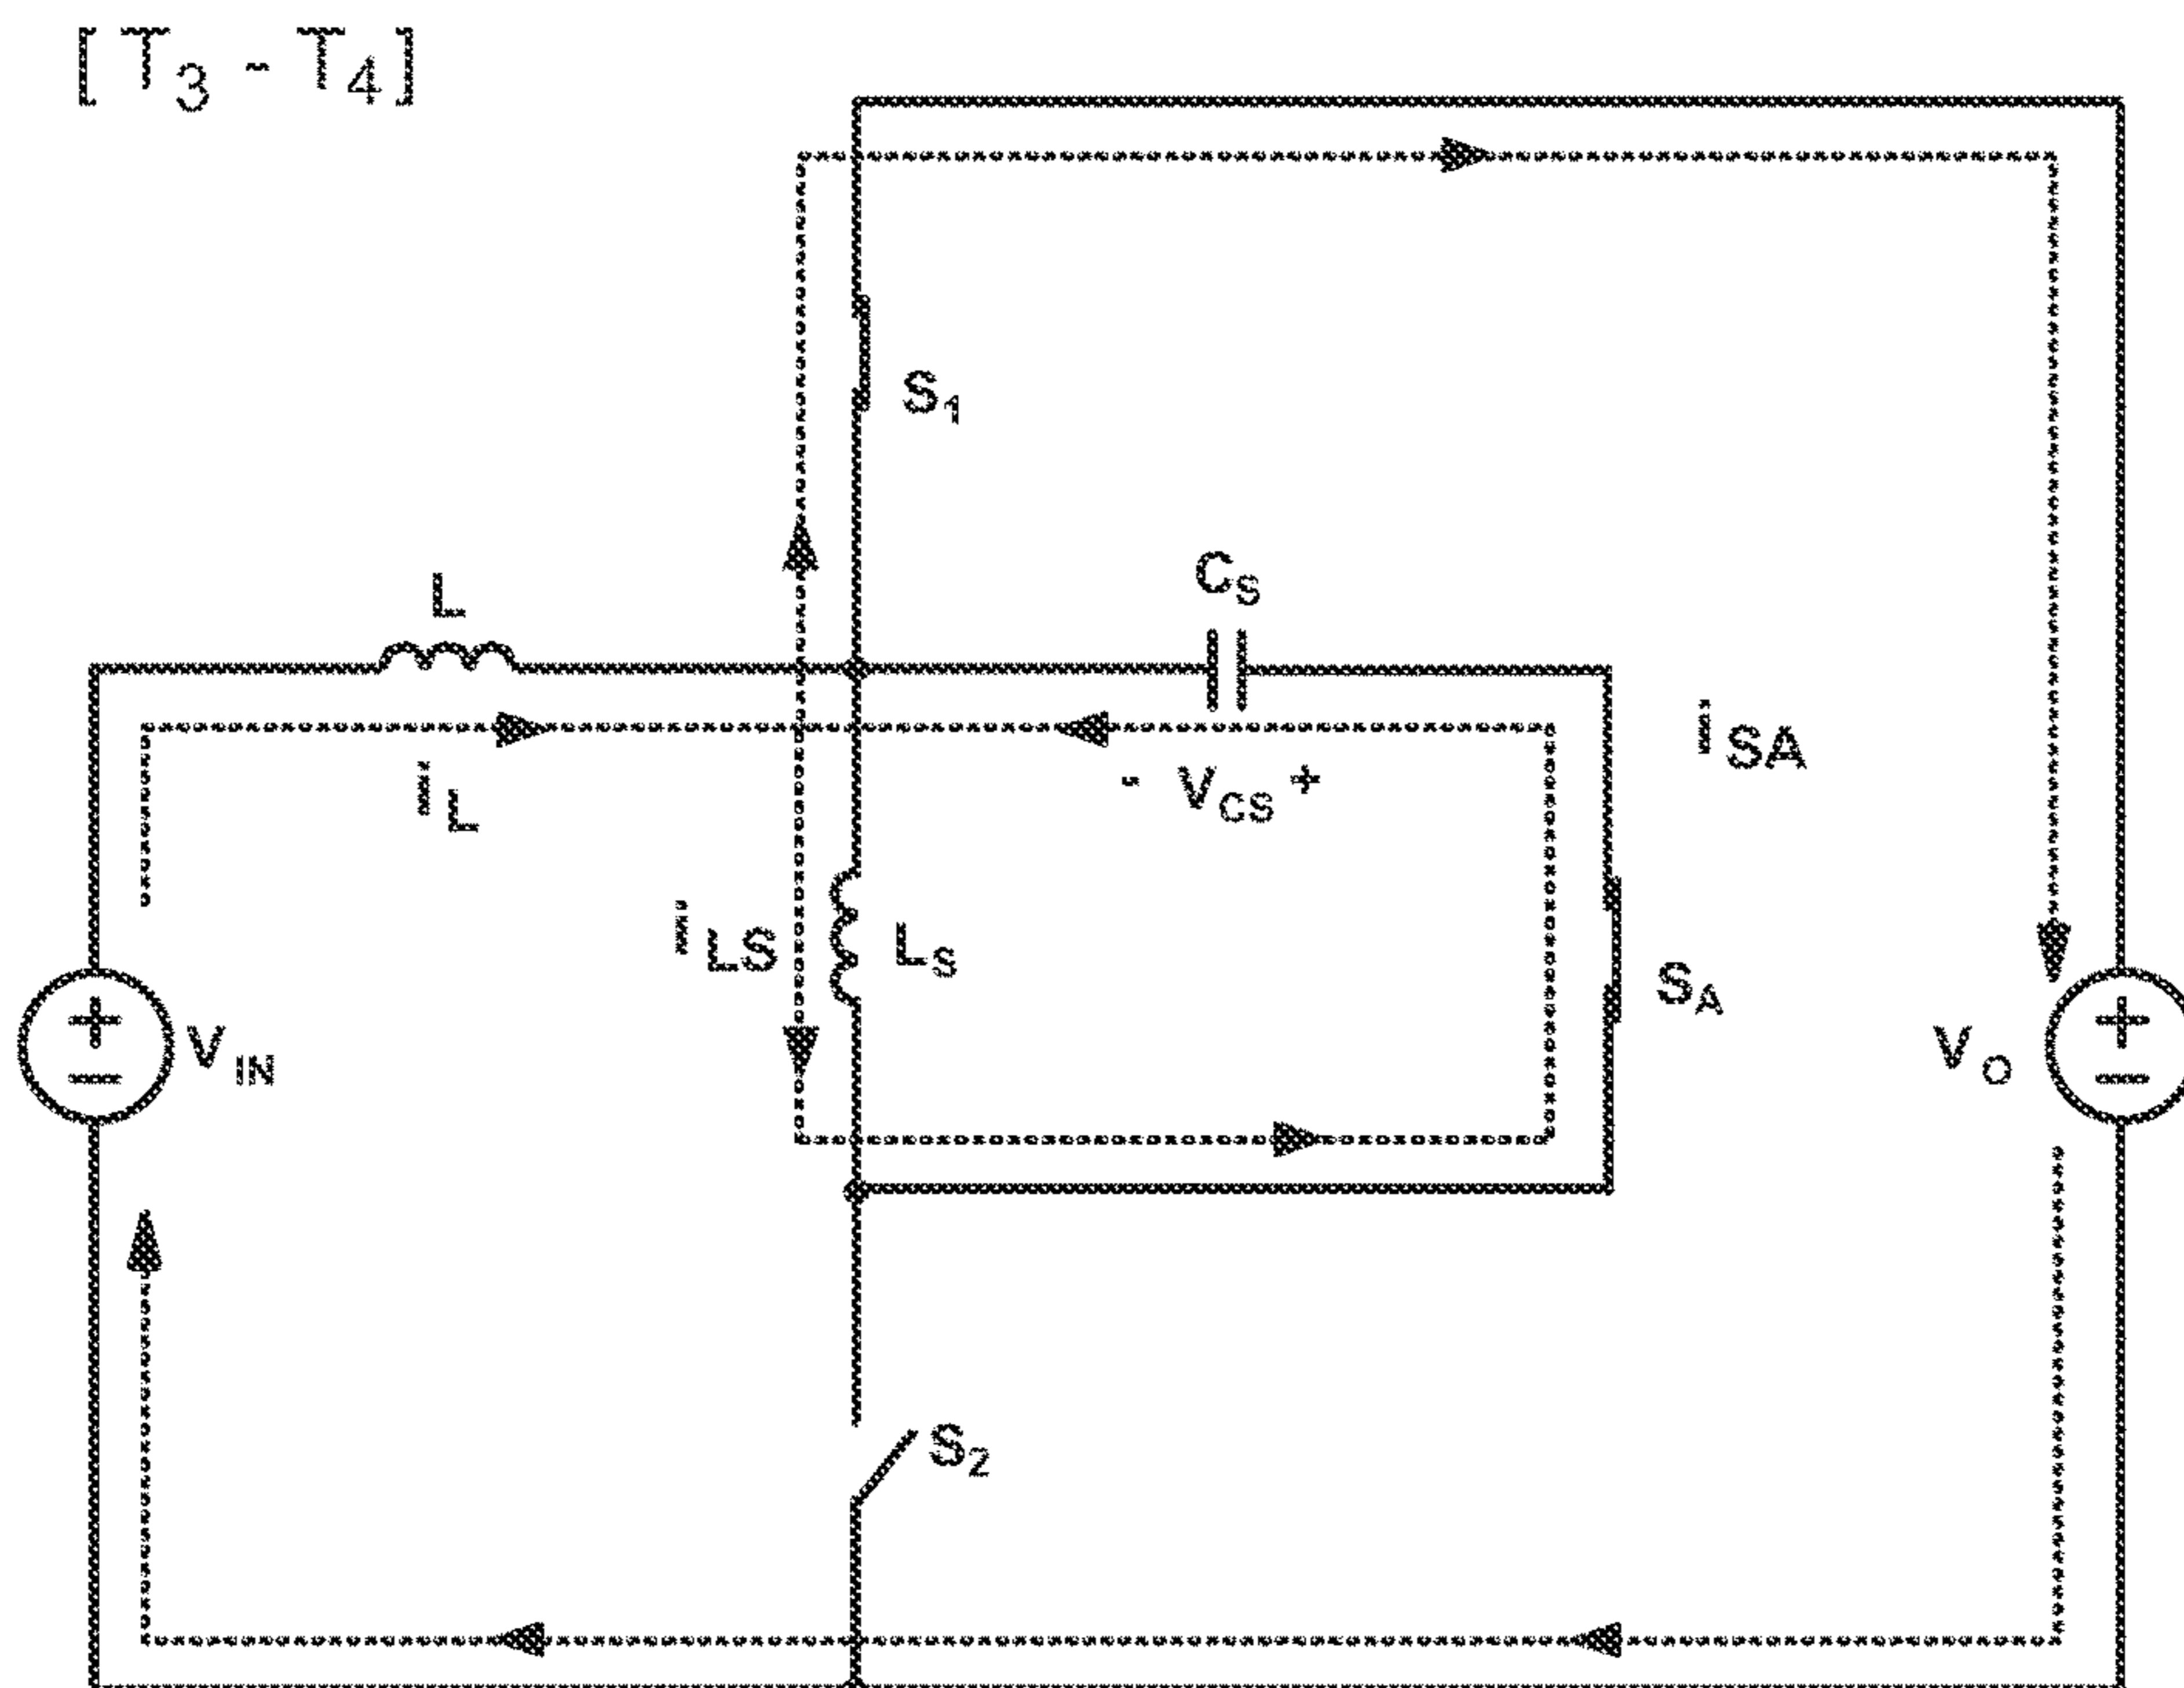 [ T3 - T4 ]
S1
L
CS
iL
- VCS +
iSA
iLS
LS
SA
+
-
VIN
VO
+
-
S2